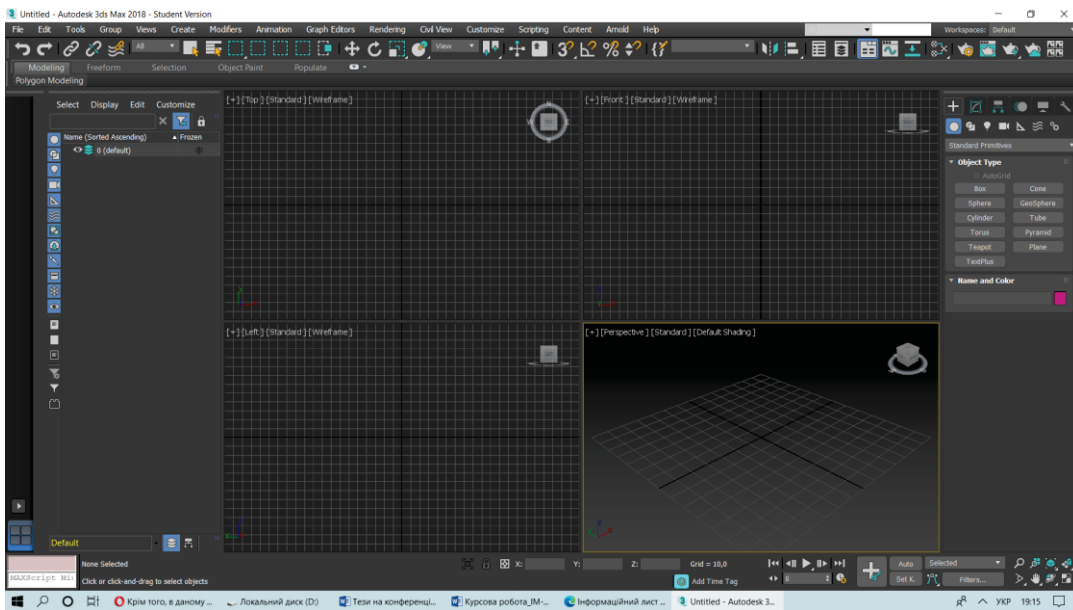 Untitled - Autodesk 3ds Max 2018 - Student Version
File Edit Tools Group Views Create Modifiers Animation Graph Editors Rendering Civil View Customize Scripting Content Arnold Help Workspaces: Default
All View
Modeling Freeform Selection Object Paint Populate
Polygon Modeling
Select Display Edit Customize
Name (Sorted Ascending) Frozen
0 (default)
[+] [Top ] [Standard ] [Wireframe ]
[+] [Front ] [Standard ] [Wireframe ]
[+] [Left ] [Standard ] [Wireframe ]
[+] [Perspective ] [Standard ] [Default Shading ]
Standard Primitives
Object Type
AutoGrid
Box Cone
Sphere GeoSphere
Cylinder Tube
Torus Pyramid
Teapot Plane
TextPlus
Name and Color
Default
None Selected X: Y: Z: Grid = 10,0 Auto Selected
MAXScript Mi Click or click-and-drag to select objects Add Time Tag 0 Set K. Filters...
Крім того, в даному ... Локальний диск (D:) Тези на конференці... Курсова робота_ІМ-... Інформаційний лист ... Untitled - Autodesk 3... УКР 19:15